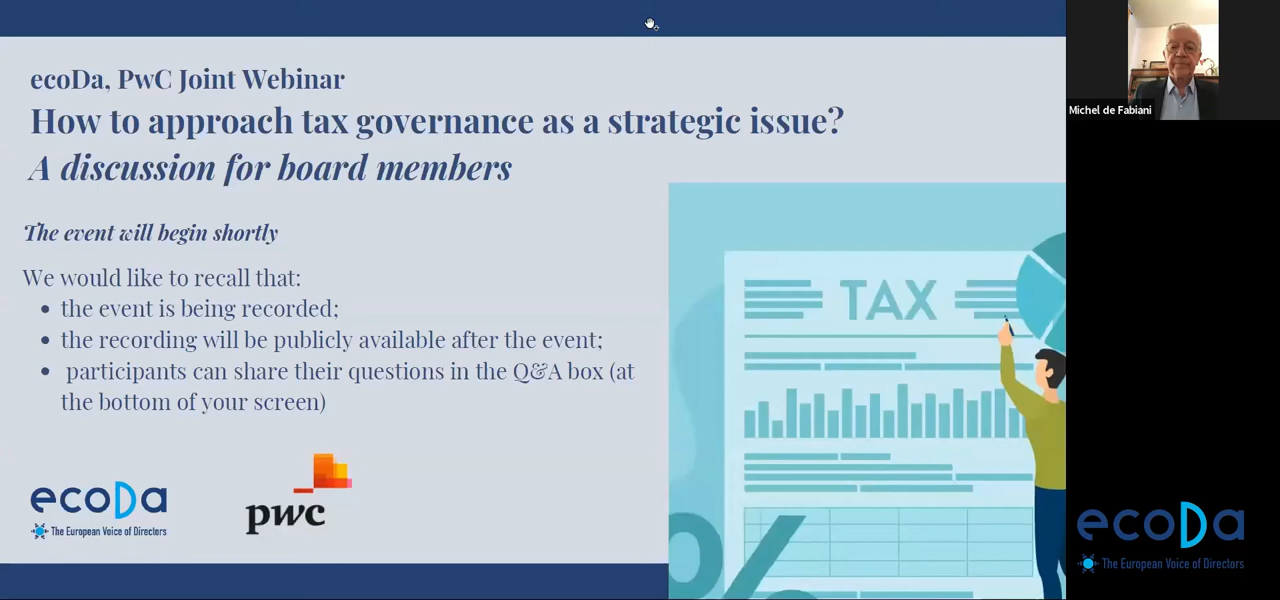 ecoDa, PwC Joint Webinar
How to approach tax governance as a strategic issue?
A discussion for board members
The event will begin shortly
We would like to recall that:
• the event is being recorded;
• the recording will be publicly available after the event;
• participants can share their questions in the Q&A box (at
the bottom of your screen)
ecoDa
The European Voice of Directors
pwc
TAX
%
Michel de Fabiani
ecoDa
The European Voice of Directors